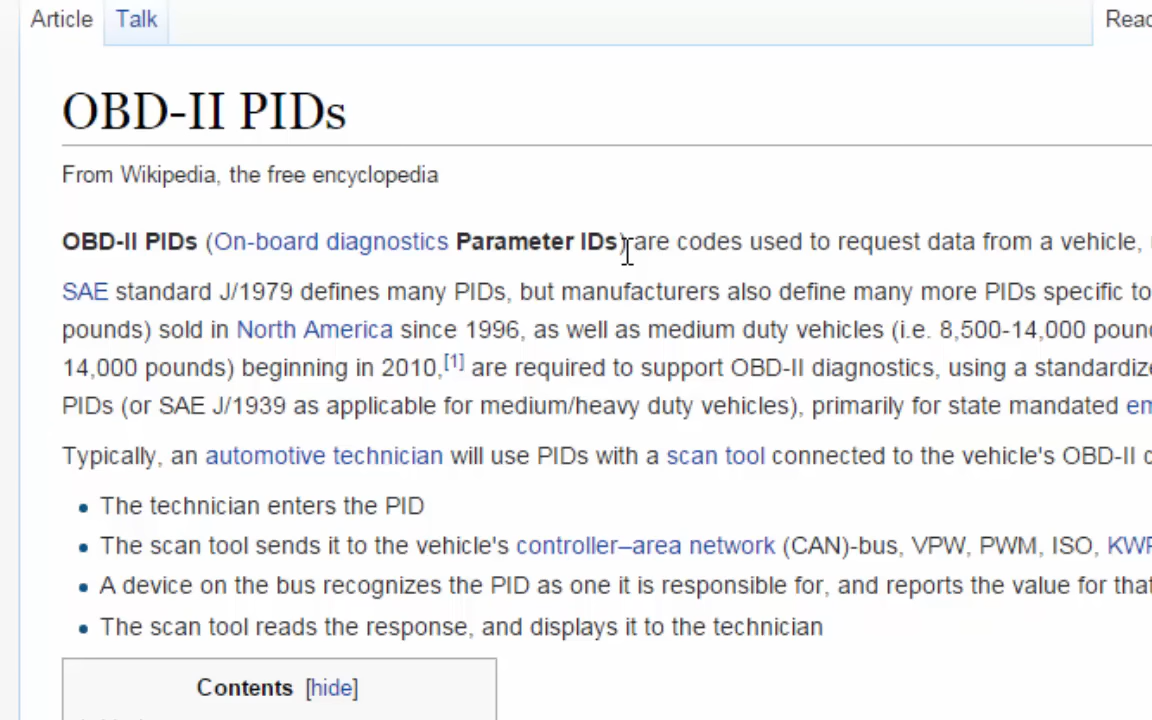 Article Talk
OBD-II PIDs
From Wikipedia, the free encyclopedia
OBD-II PIDs (On-board diagnostics Parameter IDs) are codes used to request data from a vehicle,
SAE standard J/1979 defines many PIDs, but manufacturers also define many more PIDs specific to
pounds) sold in North America since 1996, as well as medium duty vehicles (i.e. 8,500-14,000
14,000 pounds) beginning in 2010,[1] are required to support OBD-II diagnostics, using a
PIDs (or SAE J/1939 as applicable for medium/heavy duty vehicles), primarily for state mandated
Typically, an automotive technician will use PIDs with a scan tool connected to the vehicle's OBD-II
• The technician enters the PID
• The scan tool sends it to the vehicle's controller–area network (CAN)-bus, VPW, PWM, ISO,
• A device on the bus recognizes the PID as one it is responsible for, and reports the value for that
• The scan tool reads the response, and displays it to the technician
Contents [hide]